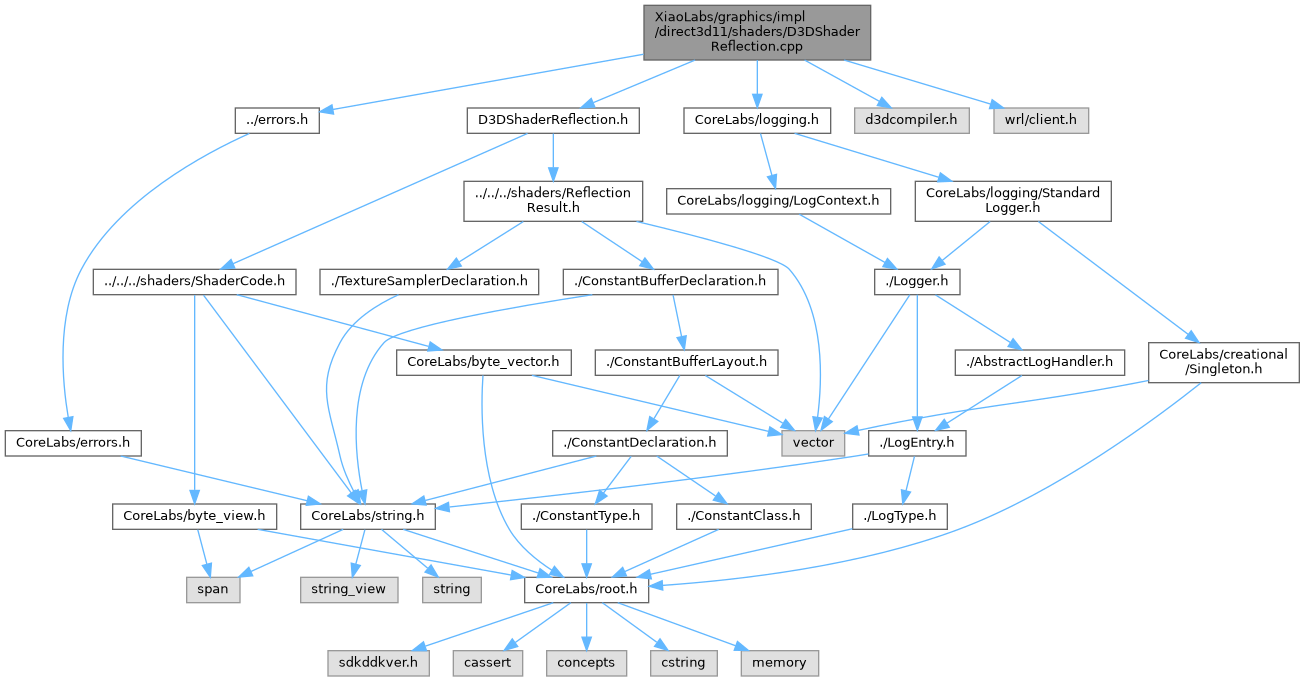 XiaoLabs/graphics/impl
/direct3d11/shaders/D3DShader
Reflection.cpp
../errors.h
D3DShaderReflection.h
CoreLabs/logging.h
d3dcompiler.h
wrl/client.h
../../../shaders/Reflection
Result.h
CoreLabs/logging/LogContext.h
CoreLabs/logging/Standard
Logger.h
../../../shaders/ShaderCode.h
./TextureSamplerDeclaration.h
./ConstantBufferDeclaration.h
./Logger.h
CoreLabs/byte_vector.h
./ConstantBufferLayout.h
./AbstractLogHandler.h
CoreLabs/creational
/Singleton.h
CoreLabs/errors.h
./ConstantDeclaration.h
vector
./LogEntry.h
CoreLabs/byte_view.h
CoreLabs/string.h
./ConstantType.h
./ConstantClass.h
./LogType.h
span
string_view
string
CoreLabs/root.h
sdkddkver.h
cassert
concepts
cstring
memory